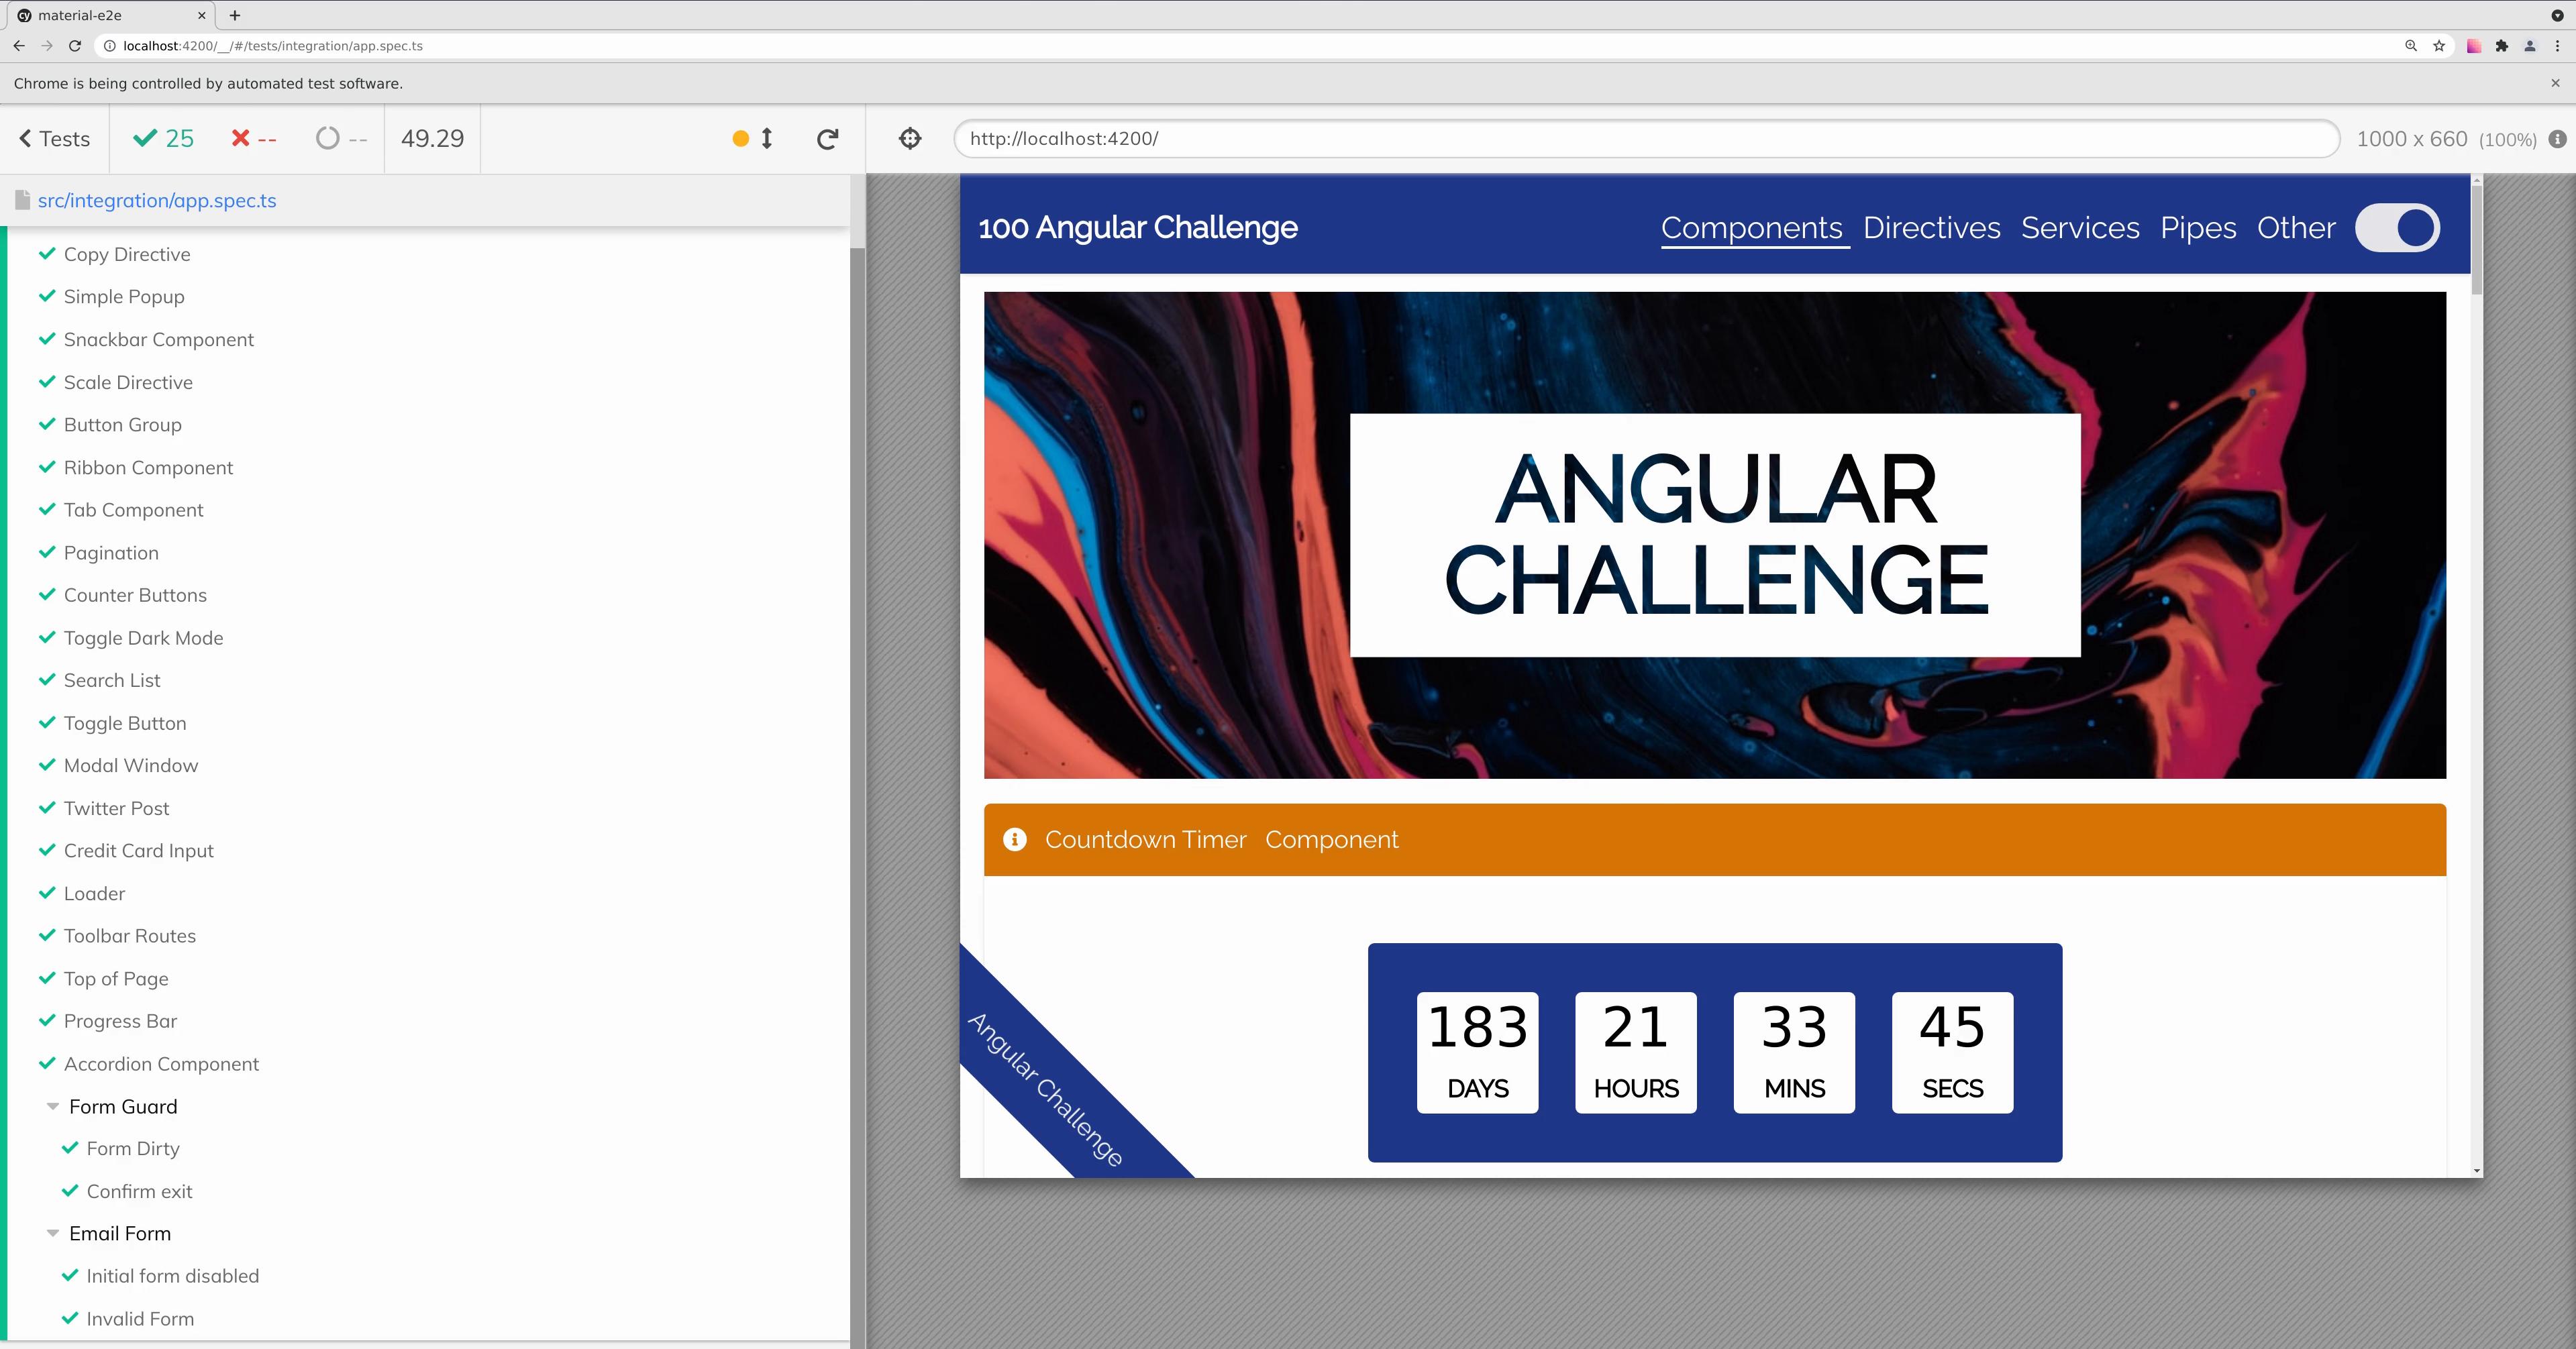 material-e2e
localhost:4200/__/#/tests/integration/app.spec.ts
Chrome is being controlled by automated test software.
Tests
25
--
--
49.29
http://localhost:4200/
1000 x 660 (100%)
src/integration/app.spec.ts
Copy Directive
Simple Popup
Snackbar Component
Scale Directive
Button Group
Ribbon Component
Tab Component
Pagination
Counter Buttons
Toggle Dark Mode
Search List
Toggle Button
Modal Window
Twitter Post
Credit Card Input
Loader
Toolbar Routes
Top of Page
Progress Bar
Accordion Component
Form Guard
Form Dirty
Confirm exit
Email Form
Initial form disabled
Invalid Form
100 Angular Challenge
Components Directives Services Pipes Other
ANGULAR
CHALLENGE
Countdown Timer Component
183 21 33 45
DAYS HOURS MINS SECS
Angular Challenge